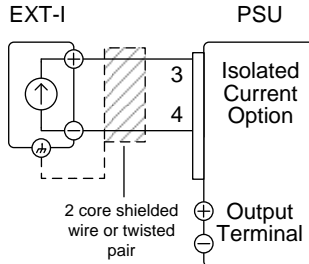 EXT-I
PSU
3
4
Isolated
Current
Option
2 core shielded
wire or twisted
pair
Output
Terminal